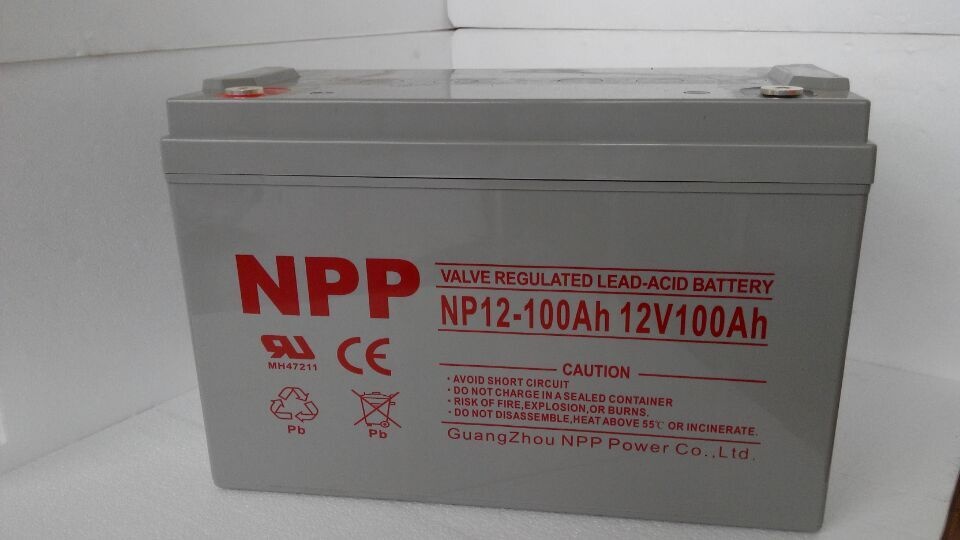 NPP
VALVE REGULATED LEAD-ACID BATTERY
NP12-100Ah 12V100Ah
MH47211
CE
Pb
Pb
CAUTION
• AVOID SHORT CIRCUIT
• DO NOT CHARGE IN A SEALED CONTAINER
• RISK OF FIRE,EXPLOSION,OR BURNS.
• DO NOT DISASSEMBLE,HEAT ABOVE 55℃ OR INCINERATE.
GuangZhou NPP Power Co.,Ltd.